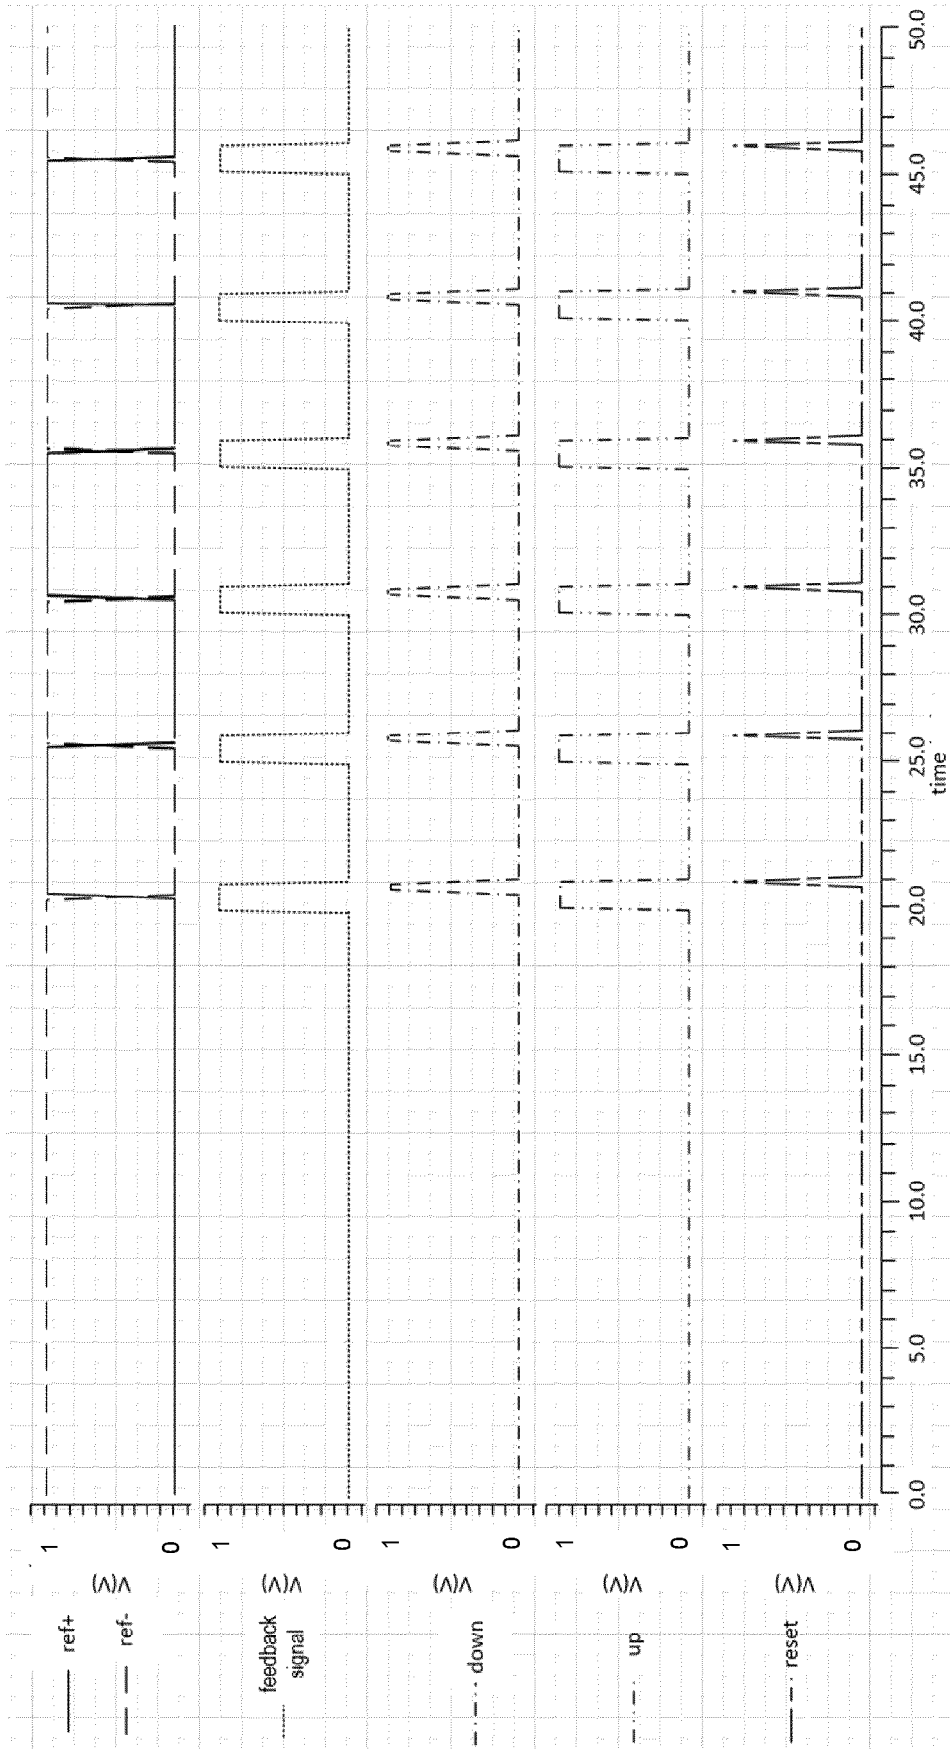 ref+
ref-
V(V)
1
0
feedback
signal
V(V)
1
0
down
V(V)
1
0
up
V(V)
1
0
reset
V(V)
1
0
0.0 5.0 10.0 15.0 20.0 25.0 30.0 35.0 40.0 45.0 50.0
time